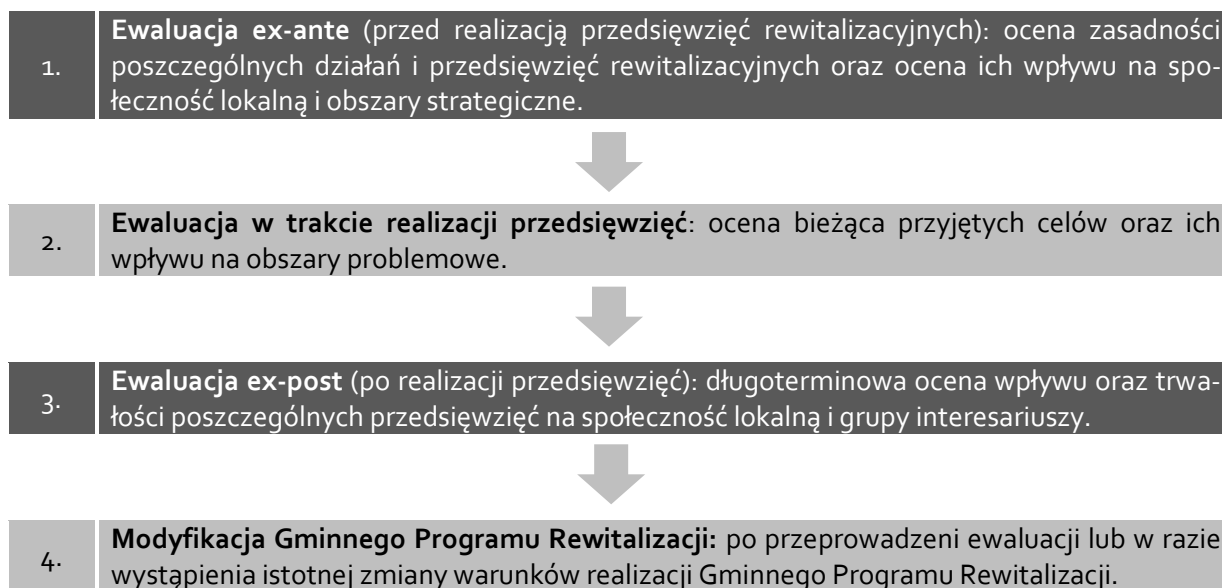 1.
Ewaluacja ex-ante (przed realizacją przedsięwzięć rewitalizacyjnych): ocena zasadności
poszczególnych działań i przedsięwzięć rewitalizacyjnych oraz ocena ich wpływu na spo-
łeczność lokalną i obszary strategiczne.
2.
Ewaluacja w trakcie realizacji przedsięwzięć: ocena bieżąca przyjętych celów oraz ich
wpływu na obszary problemowe.
3.
Ewaluacja ex-post (po realizacji przedsięwzięć): długoterminowa ocena wpływu oraz trwa-
łości poszczególnych przedsięwzięć na społeczność lokalną i grupy interesariuszy.
4.
Modyfikacja Gminnego Programu Rewitalizacji: po przeprowadzeni ewaluacji lub w razie
wystąpienia istotnej zmiany warunków realizacji Gminnego Programu Rewitalizacji.